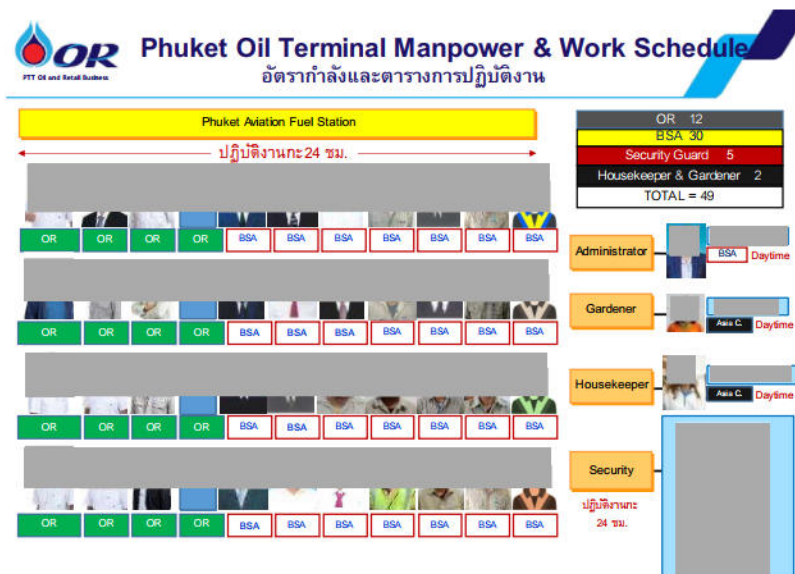 OR
PTT Oil and Retail Business
Phuket Oil Terminal Manpower & Work Schedule
อัตรากำลังและตารางการปฏิบัติงาน
Phuket Aviation Fuel Station
ปฏิบัติงานกะ24 ชม.
OR OR OR OR BSA BSA BSA BSA BSA BSA BSA
OR OR OR OR BSA BSA BSA BSA BSA BSA BSA
OR OR OR OR BSA BSA BSA BSA BSA BSA BSA
OR OR OR OR BSA BSA BSA BSA BSA BSA BSA
OR 12
BSA 30
Security Guard 5
Housekeeper & Gardener 2
TOTAL = 49
Administrator
BSA Daytime
Gardener
Asia C. Daytime
Housekeeper
Asia C. Daytime
Security
ปฏิบัติงานกะ
24 ชม.